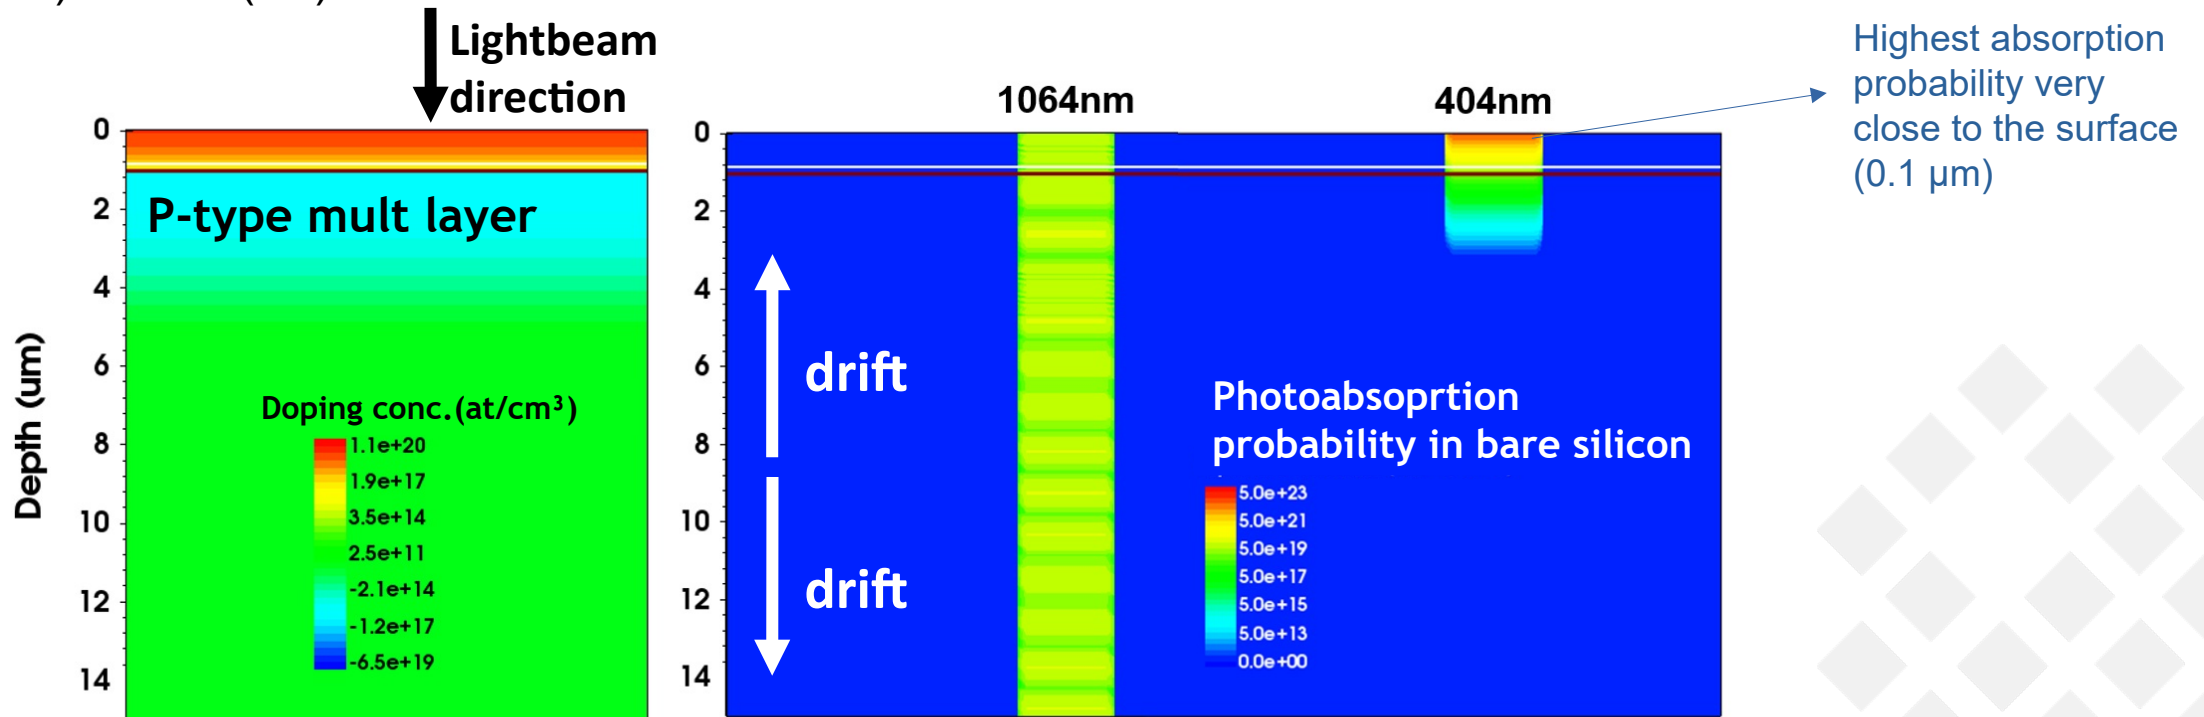 Lightbeam
direction
0
2
4
6
8
10
12
14
Depth (um)
P-type mult layer
Doping conc.(at/cm³)
1.1e+20
1.9e+17
3.5e+14
2.5e+11
-2.1e+14
-1.2e+17
-6.5e+19
1064nm
404nm
0
2
4
6
8
10
12
14
drift
drift
Photoabsoprtion
probability in bare silicon
5.0e+23
5.0e+21
5.0e+19
5.0e+17
5.0e+15
5.0e+13
0.0e+00
Highest absorption
probability very
close to the surface
(0.1 µm)